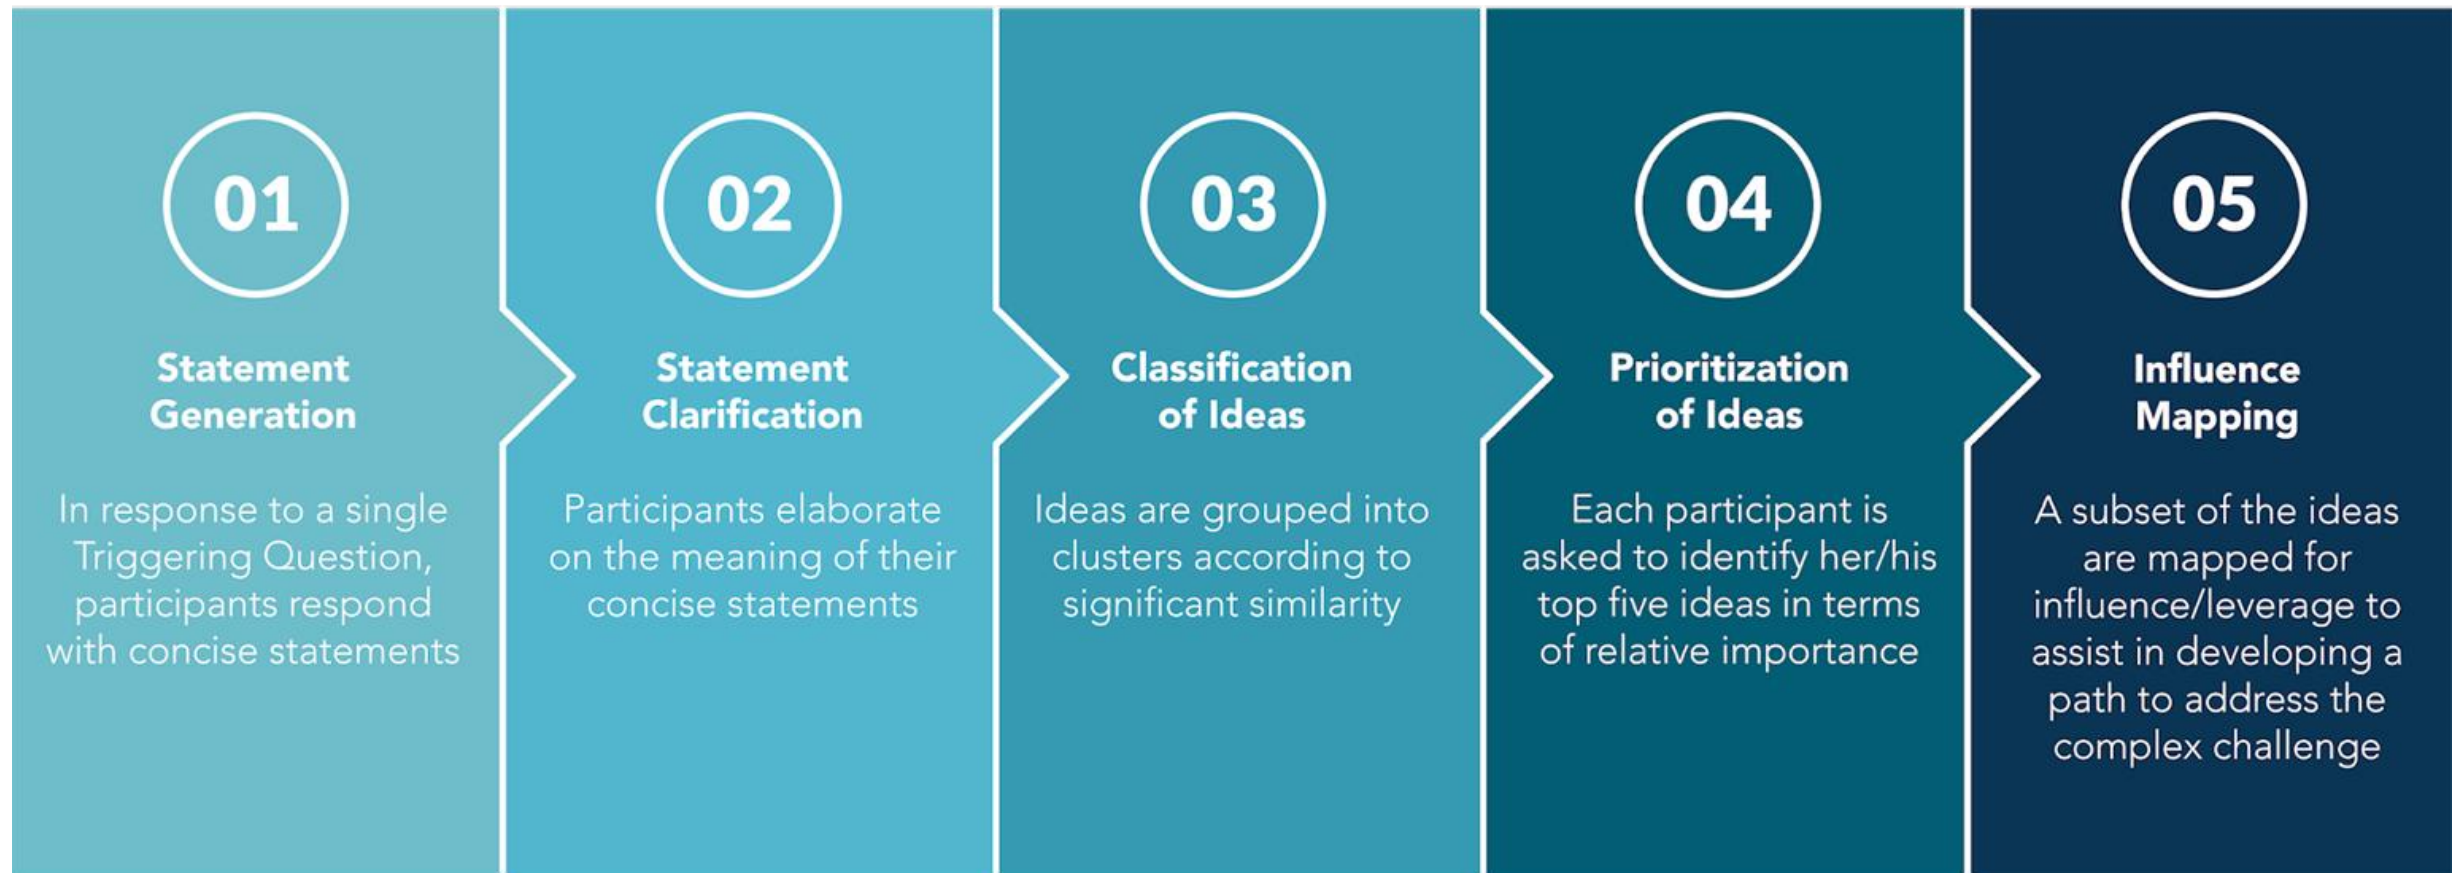 01
Statement
Generation
In response to a single
Triggering Question,
participants respond
with concise statements
02
Statement
Clarification
Participants elaborate
on the meaning of their
concise statements
03
Classification
of Ideas
Ideas are grouped into
clusters according to
significant similarity
04
Prioritization
of Ideas
Each participant is
asked to identify her/his
top five ideas in terms
of relative importance
05
Influence
Mapping
A subset of the ideas
are mapped for
influence/leverage to
assist in developing a
path to address the
complex challenge